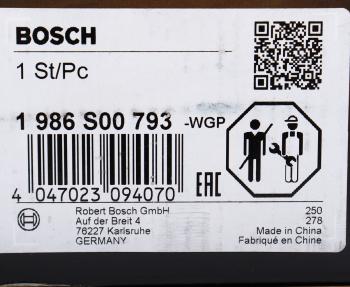 BOSCH
1 St/Pc
1 986 S00 793 -WGP
4 047023 094070
EAC
Robert Bosch GmbH
Auf der Breit 4
76227 Karlsruhe
GERMANY
250
278
Made in China
Fabriqué en Chine